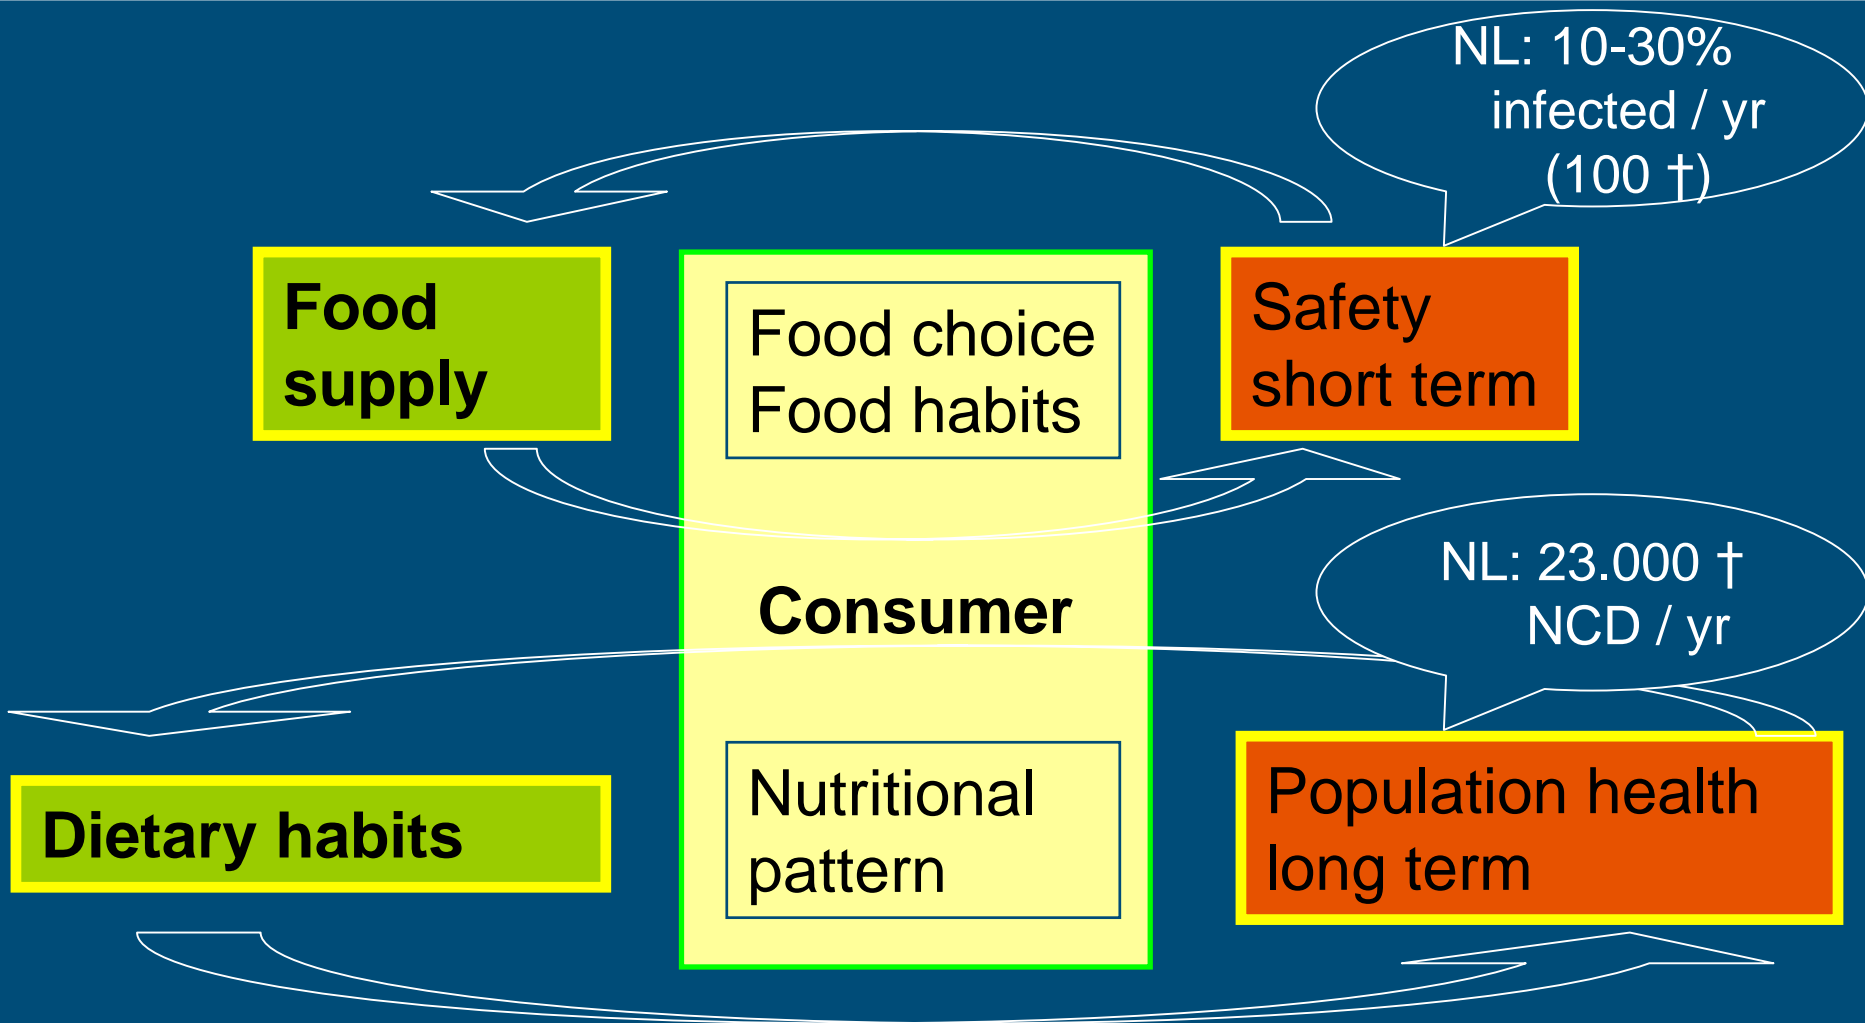 NL: 10-30%
infected / yr
(100 †)
Food
supply
Food choice
Food habits
Safety
short term
NL: 23.000 †
NCD / yr
Consumer
Dietary habits
Nutritional
pattern
Population health
long term